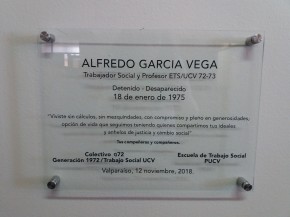 ALFREDO GARCIA VEGA
Trabajador Social y Profesor ETS/UCV 72-73
Detenido - Desaparecido
18 de enero de 1975
"Viviste sin cálculos, sin mezquindades, con compromiso y pleno en generosidades,
opción de vida que seguimos teniendo quienes compartimos tus ideales
y anhelos de justicia y cambio social"
Tus compañeros y compañeras.
Colectivo g72 Escuela de Trabajo Social
Generación 1972/Trabajo Social UCV PUCV
Valparaíso, 12 noviembre, 2018.